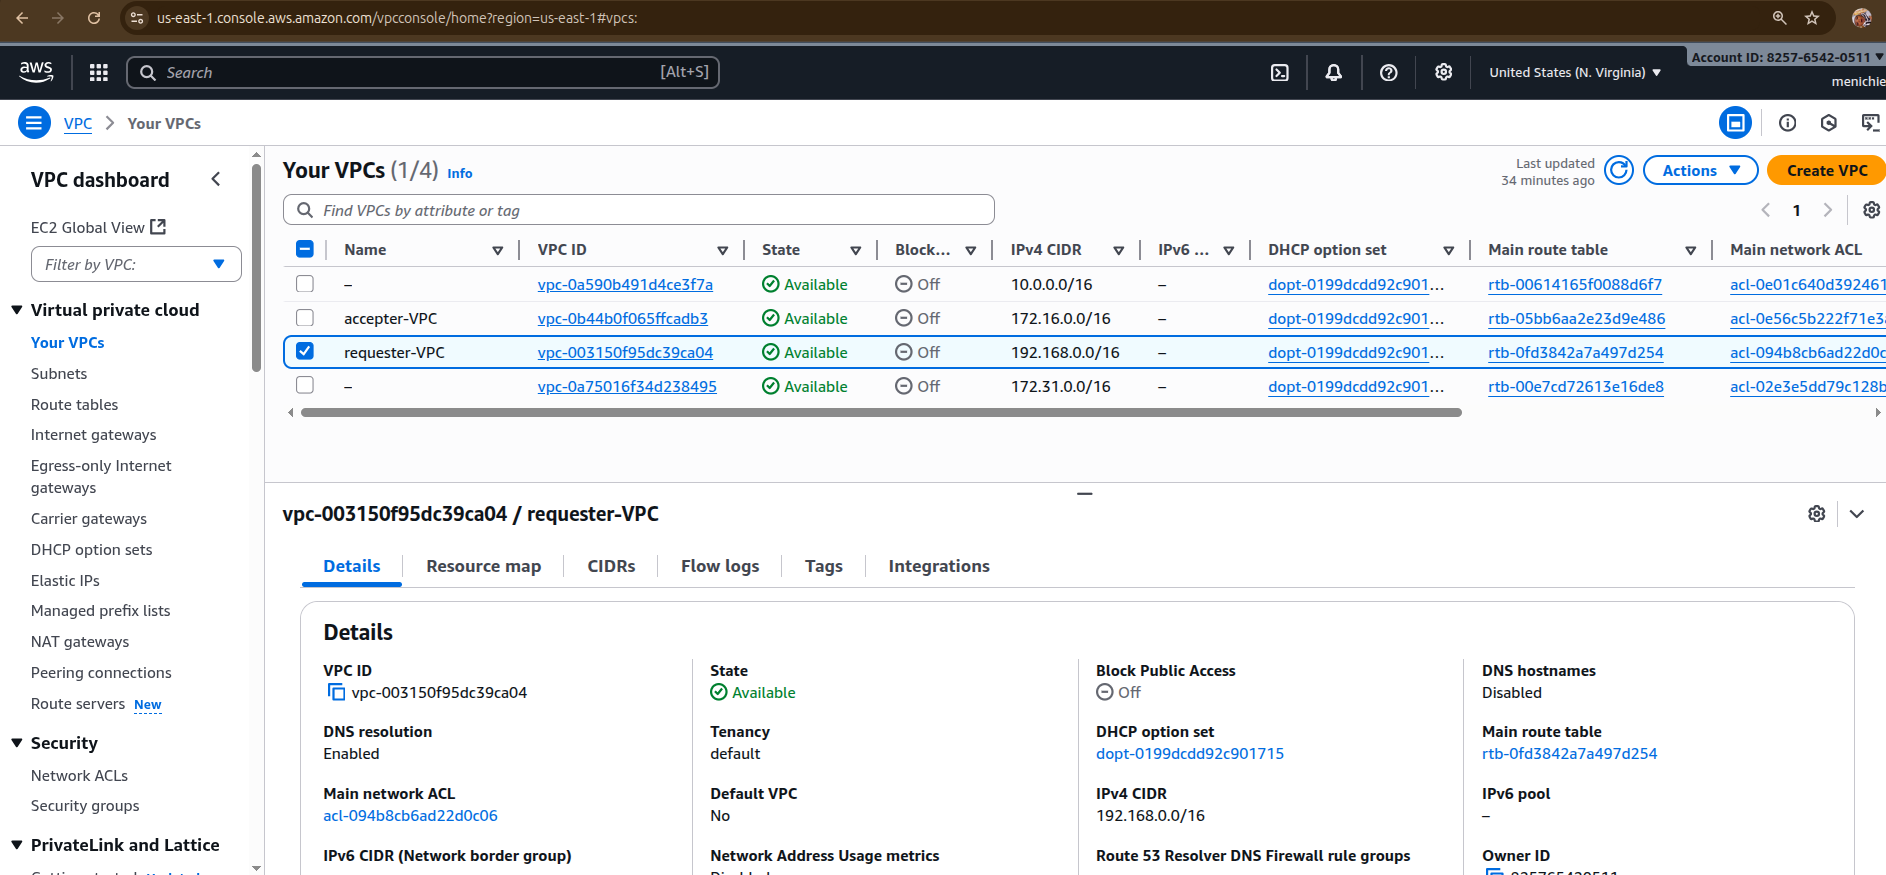 us-east-1.console.aws.amazon.com/vpcconsole/home?region=us-east-1#vpcs:
aws
Search [Alt+S]
United States (N. Virginia)
Account ID: 8257-6542-0511
menichie
VPC > Your VPCs
VPC dashboard
EC2 Global View
Filter by VPC:
Virtual private cloud
Your VPCs
Subnets
Route tables
Internet gateways
Egress-only Internet
gateways
Carrier gateways
DHCP option sets
Elastic IPs
Managed prefix lists
NAT gateways
Peering connections
Route servers New
Security
Network ACLs
Security groups
PrivateLink and Lattice
Your VPCs (1/4) Info
Last updated
34 minutes ago
Actions
Create VPC
Find VPCs by attribute or tag
1
Name VPC ID State Block... IPv4 CIDR IPv6 ... DHCP option set Main route table Main network ACL
– vpc-0a590b491d4ce3f7a Available Off 10.0.0.0/16 – dopt-0199dcdd92c901... rtb-00614165f0088d6f7 acl-0e01c640d392461
accepter-VPC vpc-0b44b0f065ffcadb3 Available Off 172.16.0.0/16 – dopt-0199dcdd92c901... rtb-05bb6aa2e23d9e486 acl-0e56c5b222f71e3
requester-VPC vpc-003150f95dc39ca04 Available Off 192.168.0.0/16 – dopt-0199dcdd92c901... rtb-0fd3842a7a497d254 acl-094b8cb6ad22d0c
– vpc-0a75016f34d238495 Available Off 172.31.0.0/16 – dopt-0199dcdd92c901... rtb-00e7cd72613e16de8 acl-02e3e5dd79c128b
vpc-003150f95dc39ca04 / requester-VPC
Details Resource map CIDRs Flow logs Tags Integrations
Details
VPC ID
vpc-003150f95dc39ca04
State
Available
Block Public Access
Off
DNS hostnames
Disabled
DNS resolution
Enabled
Tenancy
default
DHCP option set
dopt-0199dcdd92c901715
Main route table
rtb-0fd3842a7a497d254
Main network ACL
acl-094b8cb6ad22d0c06
Default VPC
No
IPv4 CIDR
192.168.0.0/16
IPv6 pool
–
IPv6 CIDR (Network border group)
Network Address Usage metrics
Route 53 Resolver DNS Firewall rule groups
Owner ID